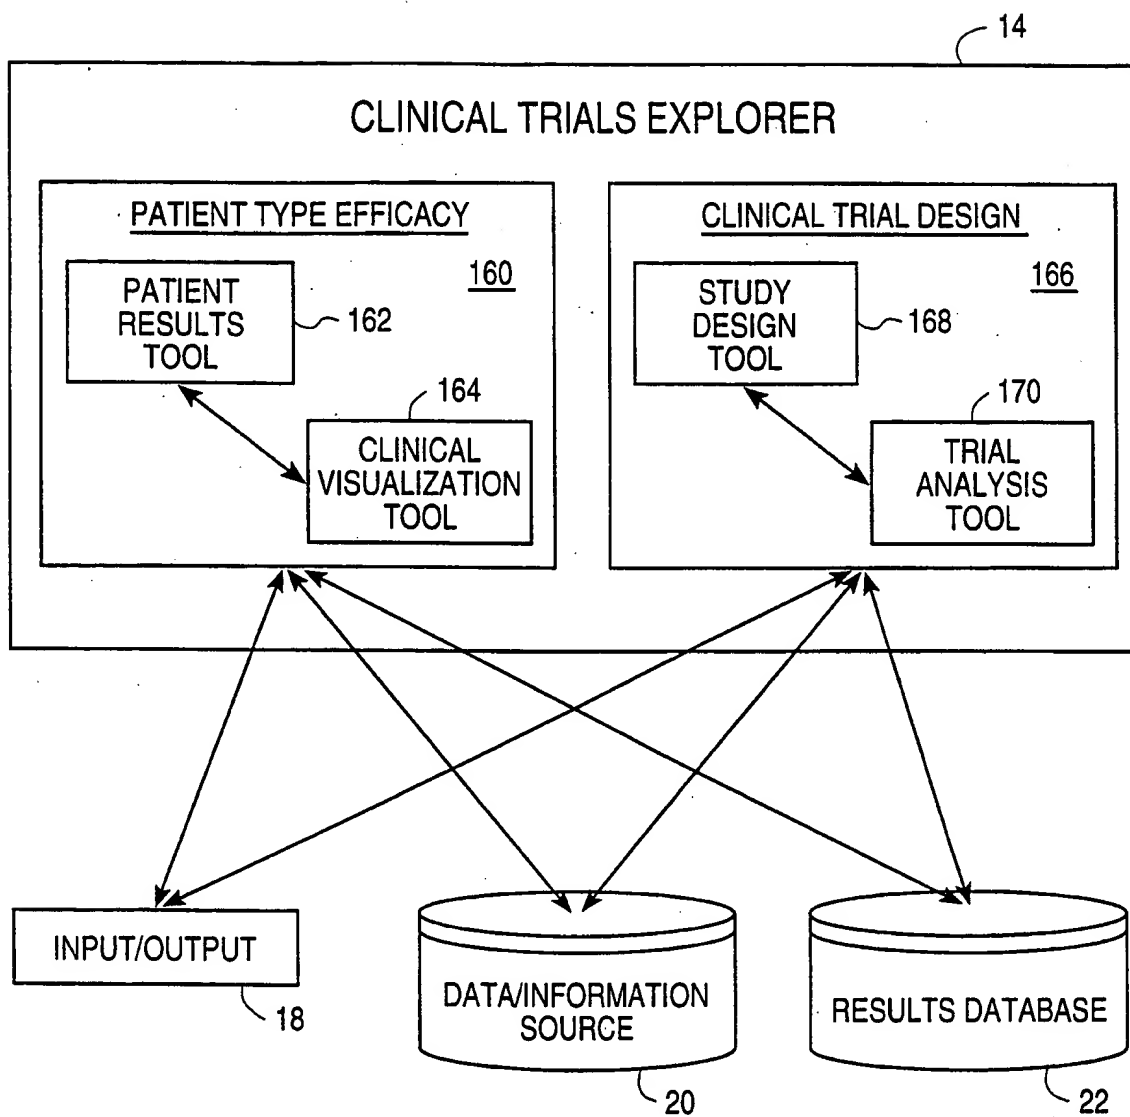 14
CLINICAL TRIALS EXPLORER
PATIENT TYPE EFFICACY
160
PATIENT
RESULTS
TOOL
162
164
CLINICAL
VISUALIZATION
TOOL
CLINICAL TRIAL DESIGN
166
STUDY
DESIGN
TOOL
168
170
TRIAL
ANALYSIS
TOOL
INPUT/OUTPUT
18
DATA/INFORMATION
SOURCE
20
RESULTS DATABASE
22